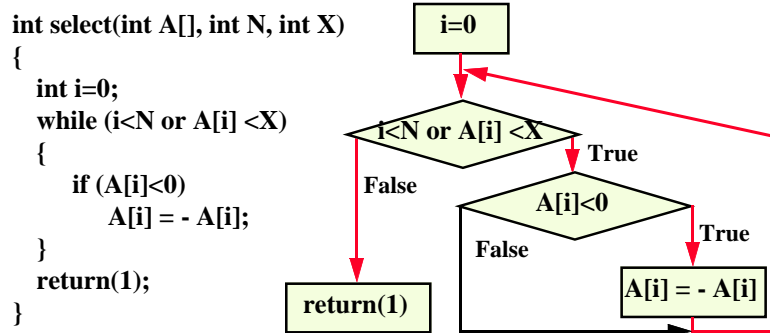 int select(int A[], int N, int X)
{
int i=0;
while (i<N or A[i] <X)
{
if (A[i]<0)
A[i] = - A[i];
}
return(1);
}
i=0
i<N or A[i] <X
True
False
A[i]<0
False
True
A[i] = - A[i]
return(1)